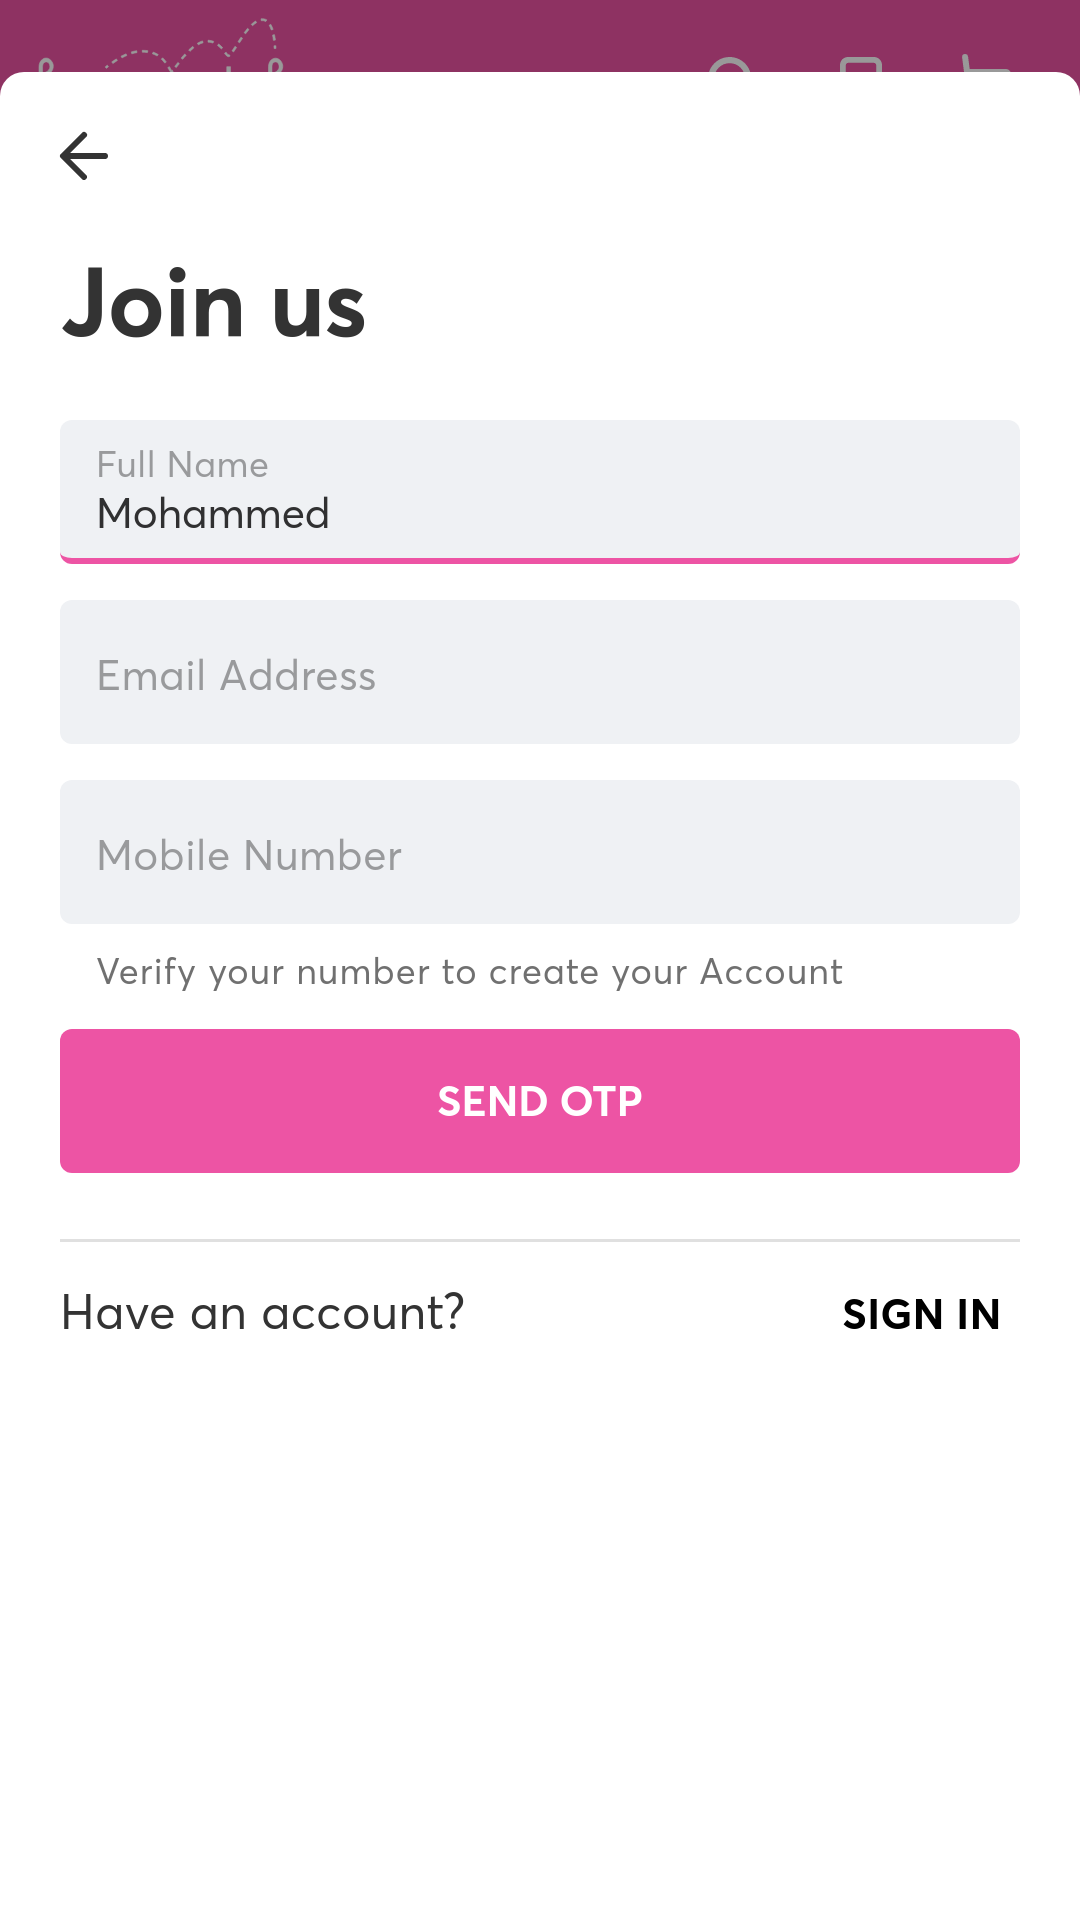 Join us
Full Name
Mohammed
Email Address
Mobile Number
Verify your number to create your Account
SEND OTP
Have an account?
SIGN IN